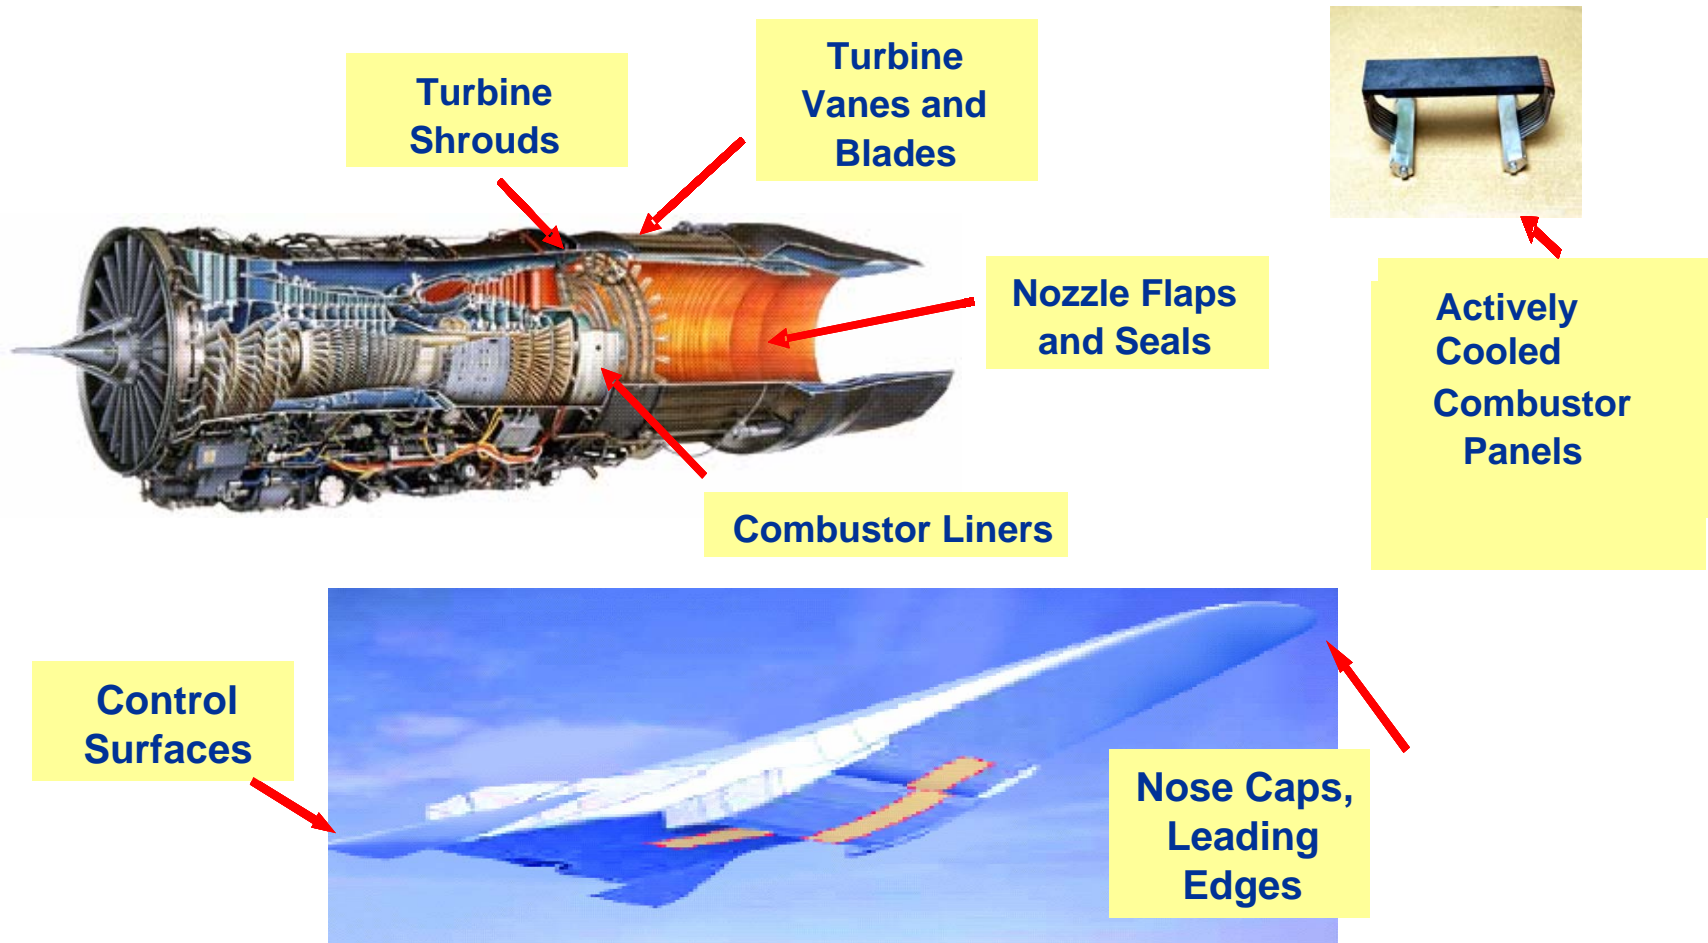 Turbine
Shrouds
Turbine
Vanes and
Blades
Nozzle Flaps
and Seals
Actively
Cooled
Combustor
Panels
Combustor Liners
Control
Surfaces
Nose Caps,
Leading
Edges